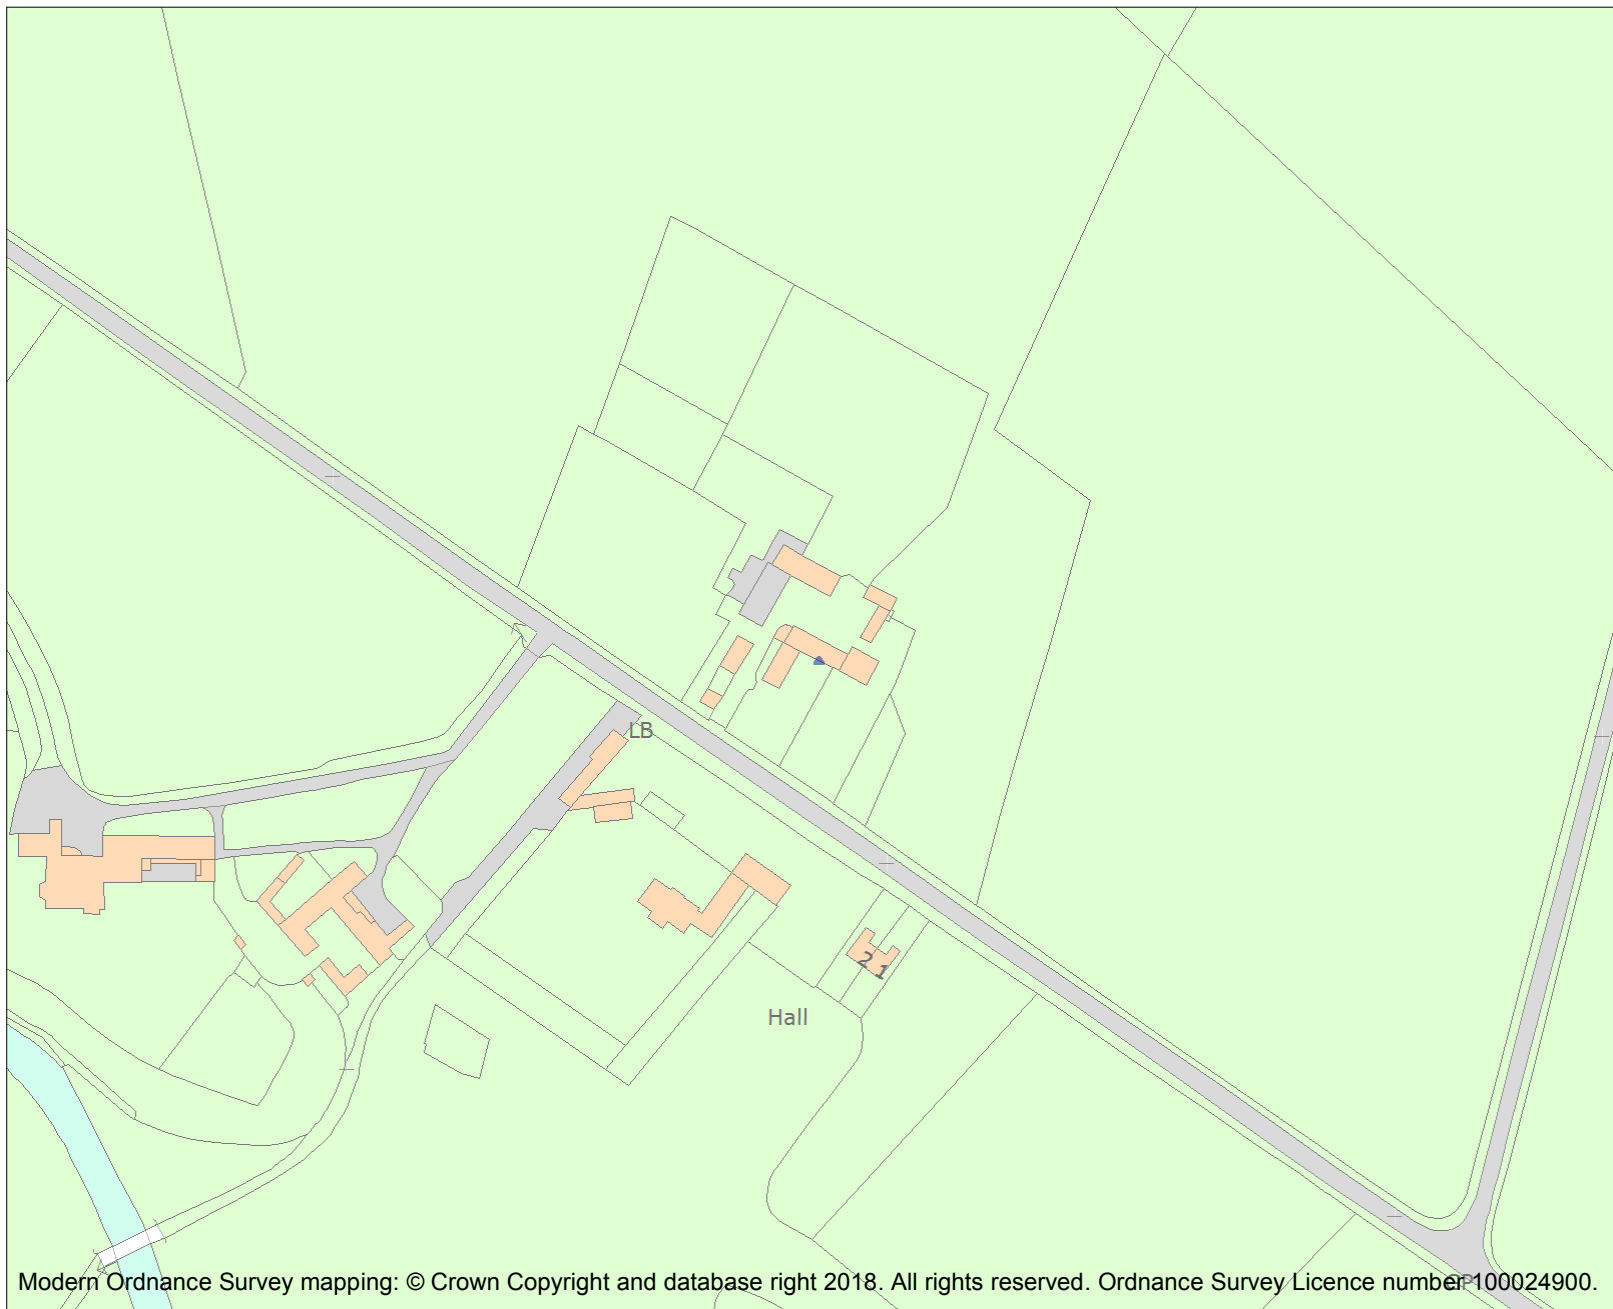 LB
2 1
Hall
GP
Modern Ordnance Survey mapping: © Crown Copyright and database right 2018. All rights reserved. Ordnance Survey Licence number 100024900.